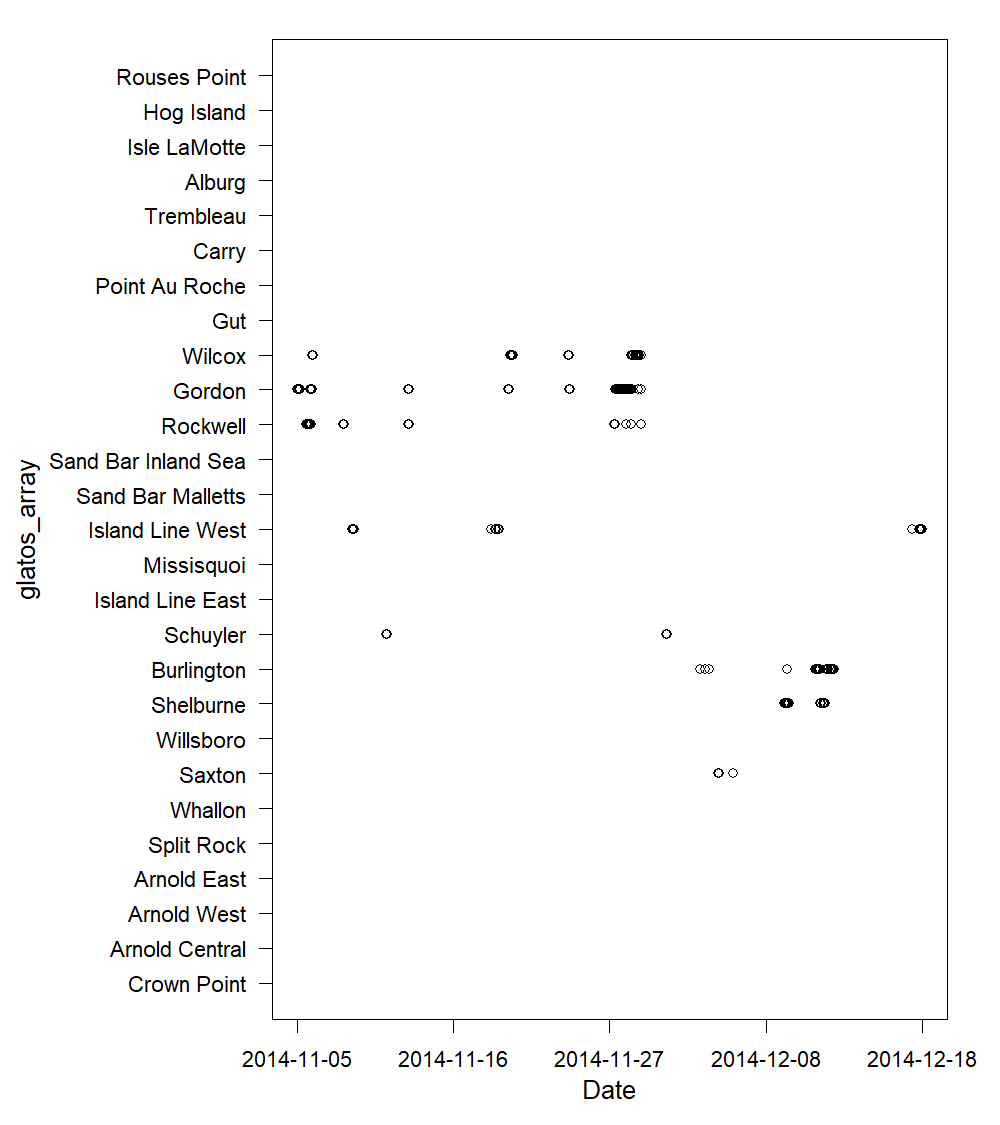 Rouses Point
Hog Island
Isle LaMotte
Alburg
Trembleau
Carry
Point Au Roche
Gut
Wilcox
Gordon
Rockwell
Sand Bar Inland Sea
Sand Bar Malletts
Island Line West
Missisquoi
Island Line East
Schuyler
Burlington
Shelburne
Willsboro
Saxton
Whallon
Split Rock
Arnold East
Arnold West
Arnold Central
Crown Point
glatos_array
2014-11-05 2014-11-16 2014-11-27 2014-12-08 2014-12-18
Date